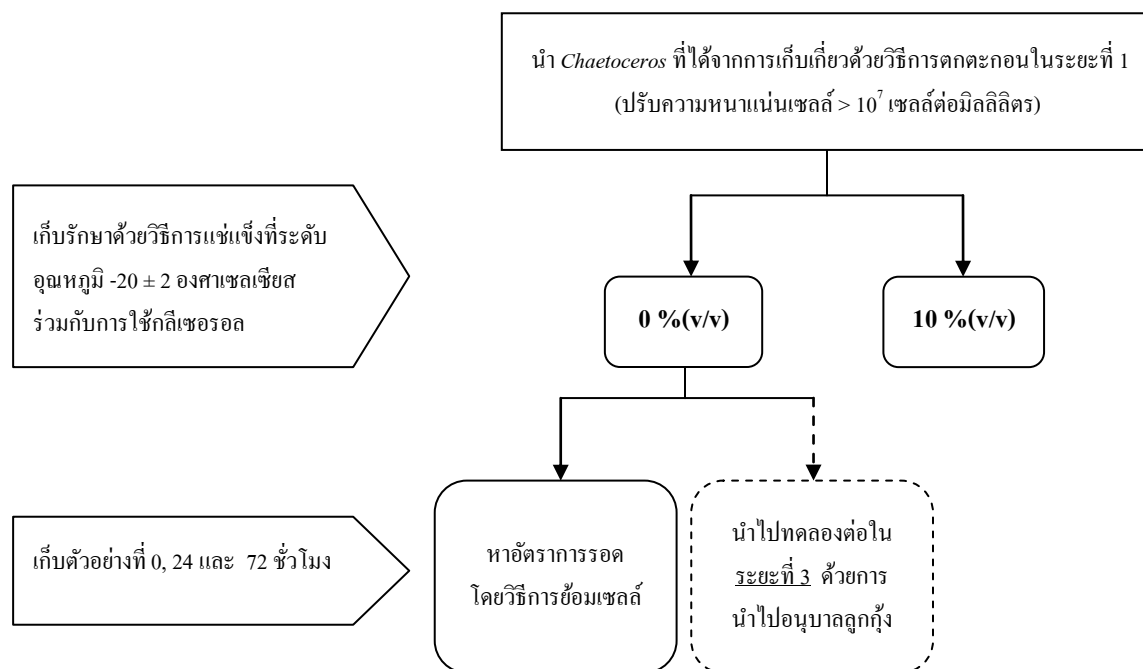 นำ Chaetoceros ที่ได้จากการเก็บเกี่ยวด้วยวิธีการตกตะกอนในระยะที่ 1
(ปรับความหนาแน่นเซลล์ > 10⁷ เซลล์ต่อมิลลิลิตร)
เก็บรักษาด้วยวิธีการแช่แข็งที่ระดับ
อุณหภูมิ -20 ± 2 องศาเซลเซียส
ร่วมกับการใช้กลีเซอรอล
0 %(v/v)
10 %(v/v)
เก็บตัวอย่างที่ 0, 24 และ 72 ชั่วโมง
หาอัตราการรอด
โดยวิธีการย้อมเซลล์
นำไปทดลองต่อใน
ระยะที่ 3 ด้วยการ
นำไปอนุบาลลูกกุ้ง